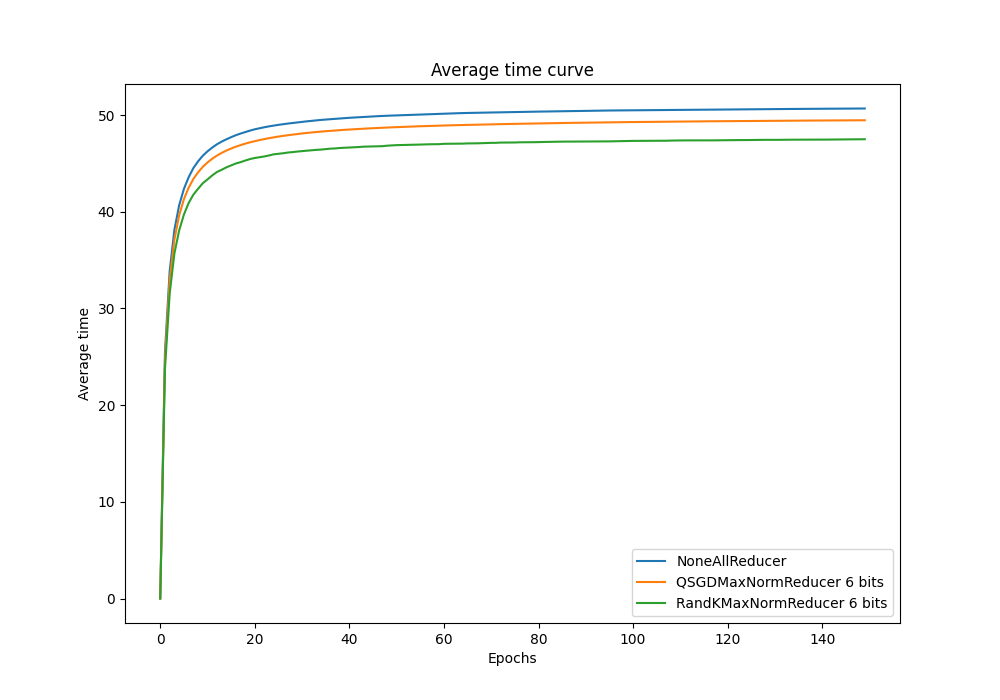 Average time curve
Average time
50
40
30
20
10
0
0 20 40 60 80 100 120 140
Epochs
NoneAllReducer
QSGDMaxNormReducer 6 bits
RandKMaxNormReducer 6 bits